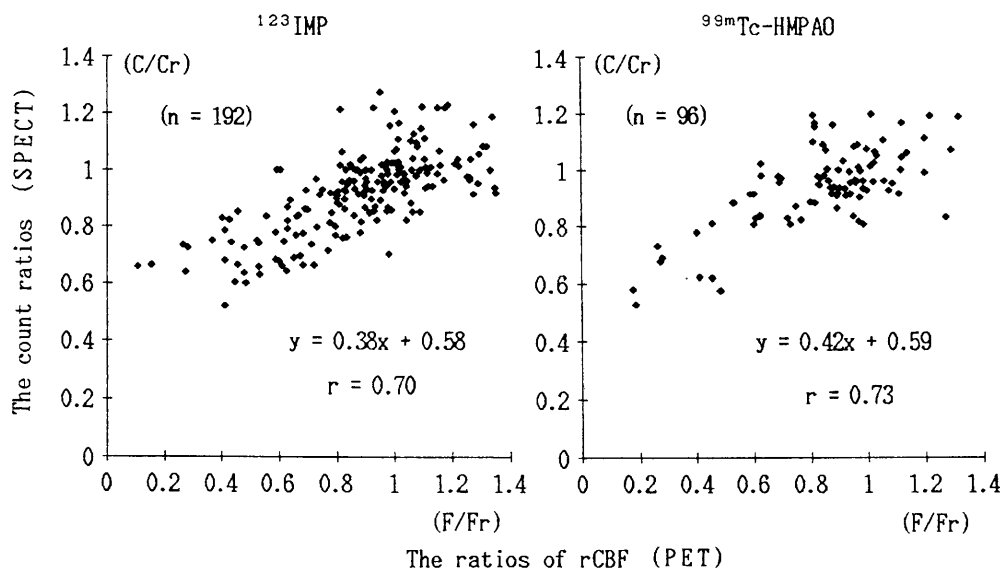 ¹²³IMP
⁹⁹ᵐTc-HMPAO
The count ratios (SPECT)
(C/Cr)
(n = 192)
1.4
1.2
1
0.8
0.6
0.4
0.2
0
y = 0.38x + 0.58
r = 0.70
0 0.2 0.4 0.6 0.8 1 1.2 1.4
(F/Fr)
(C/Cr)
(n = 96)
1.4
1.2
1
0.8
0.6
0.4
0.2
0
y = 0.42x + 0.59
r = 0.73
0 0.2 0.4 0.6 0.8 1 1.2 1.4
(F/Fr)
The ratios of rCBF (PET)